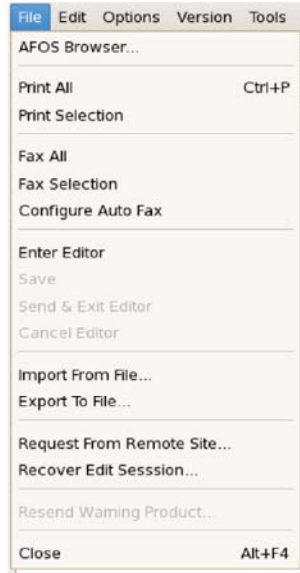 File Edit Options Version Tools
AFOS Browser...
Print All Ctrl+P
Print Selection
Fax All
Fax Selection
Configure Auto Fax
Enter Editor
Save
Send & Exit Editor
Cancel Editor
Import From File...
Export To File...
Request From Remote Site...
Recover Edit Sesssion...
Resend Warning Product...
Close Alt+F4